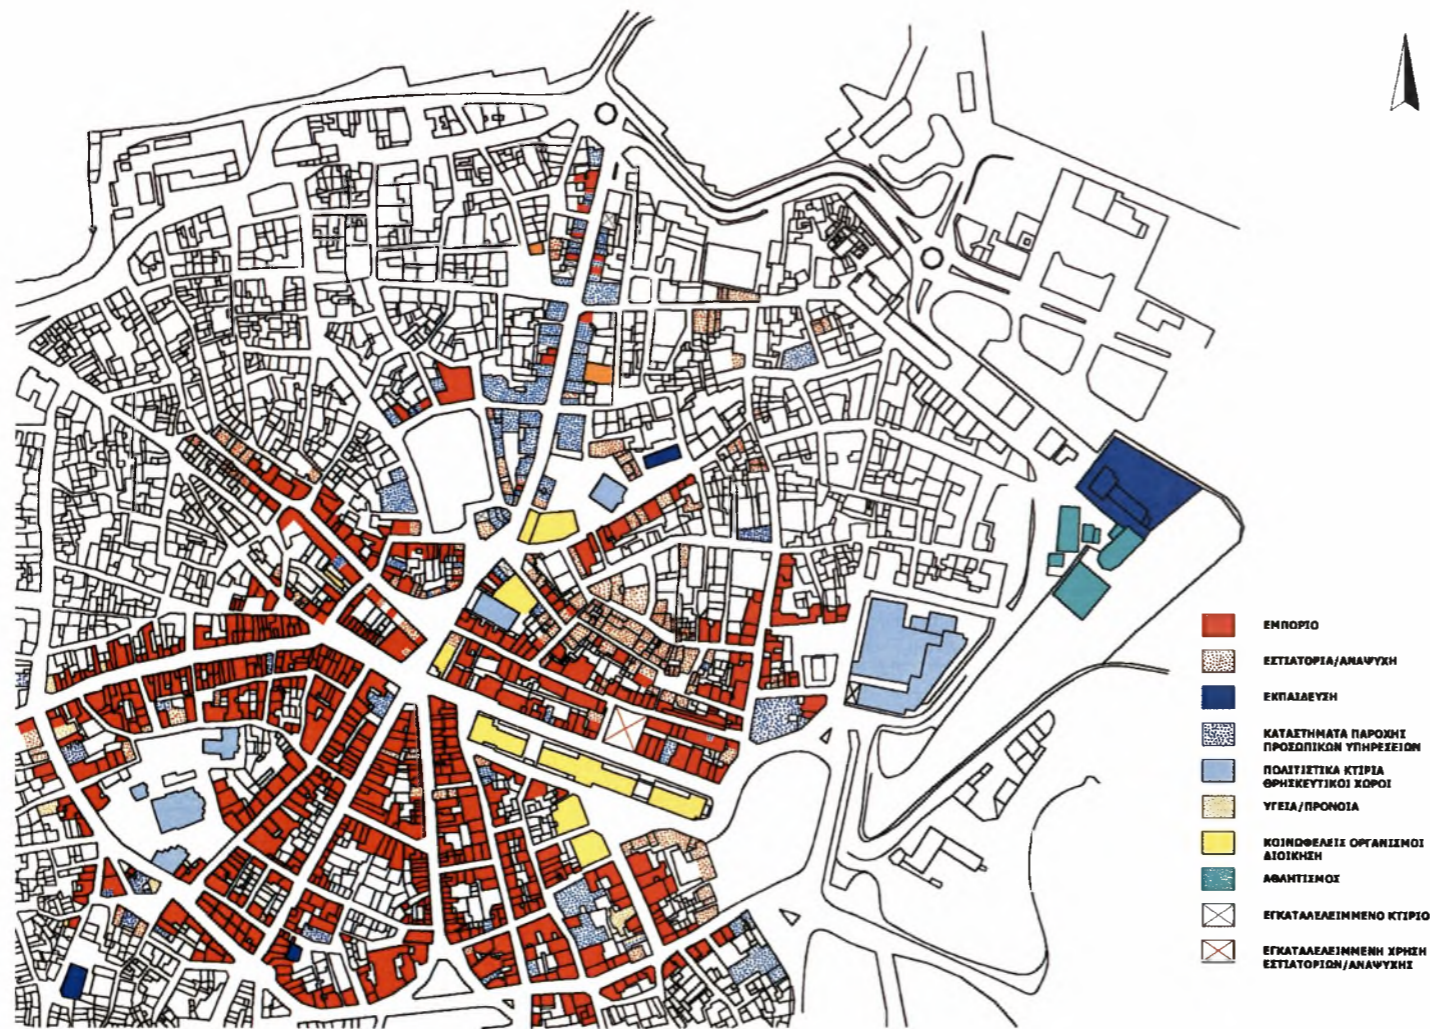 ΕΜΠΟΡΙΟ
ΕΣΤΙΑΤΟΡΙΑ/ΑΝΑΨΥΧΗ
ΕΚΠΑΙΔΕΥΣΗ
ΚΑΤΑΣΤΗΜΑΤΑ ΠΑΡΟΧΗΣ
ΠΡΟΣΩΠΙΚΩΝ ΥΠΗΡΕΣΕΙΩΝ
ΠΟΛΙΤΙΣΤΙΚΑ ΚΤΙΡΙΑ
ΘΡΗΣΚΕΥΤΙΚΟΙ ΧΩΡΟΙ
ΥΓΕΙΑ/ΠΡΟΝΟΙΑ
ΚΟΙΝΩΦΕΛΕΙΣ ΟΡΓΑΝΙΣΜΟΙ
ΔΙΟΙΚΗΣΗ
ΑΘΛΗΤΙΣΜΟΣ
ΕΓΚΑΤΑΛΕΛΕΙΜΜΕΝΟ ΚΤΙΡΙΟ
ΕΓΚΑΤΑΛΕΛΕΙΜΜΕΝΗ ΧΡΗΣΗ
ΕΣΤΙΑΤΟΡΙΩΝ/ΑΝΑΨΥΧΗΣ